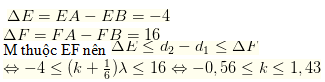 ΔE = EA − EB = −4
ΔF = FA − FB = 16
M thuộc EF nên ΔE ≤ d₂ − d₁ ≤ ΔF
⇔ −4 ≤ (k + 1/6)λ ≤ 16 ⇔ −0,56 ≤ k ≤ 1,43